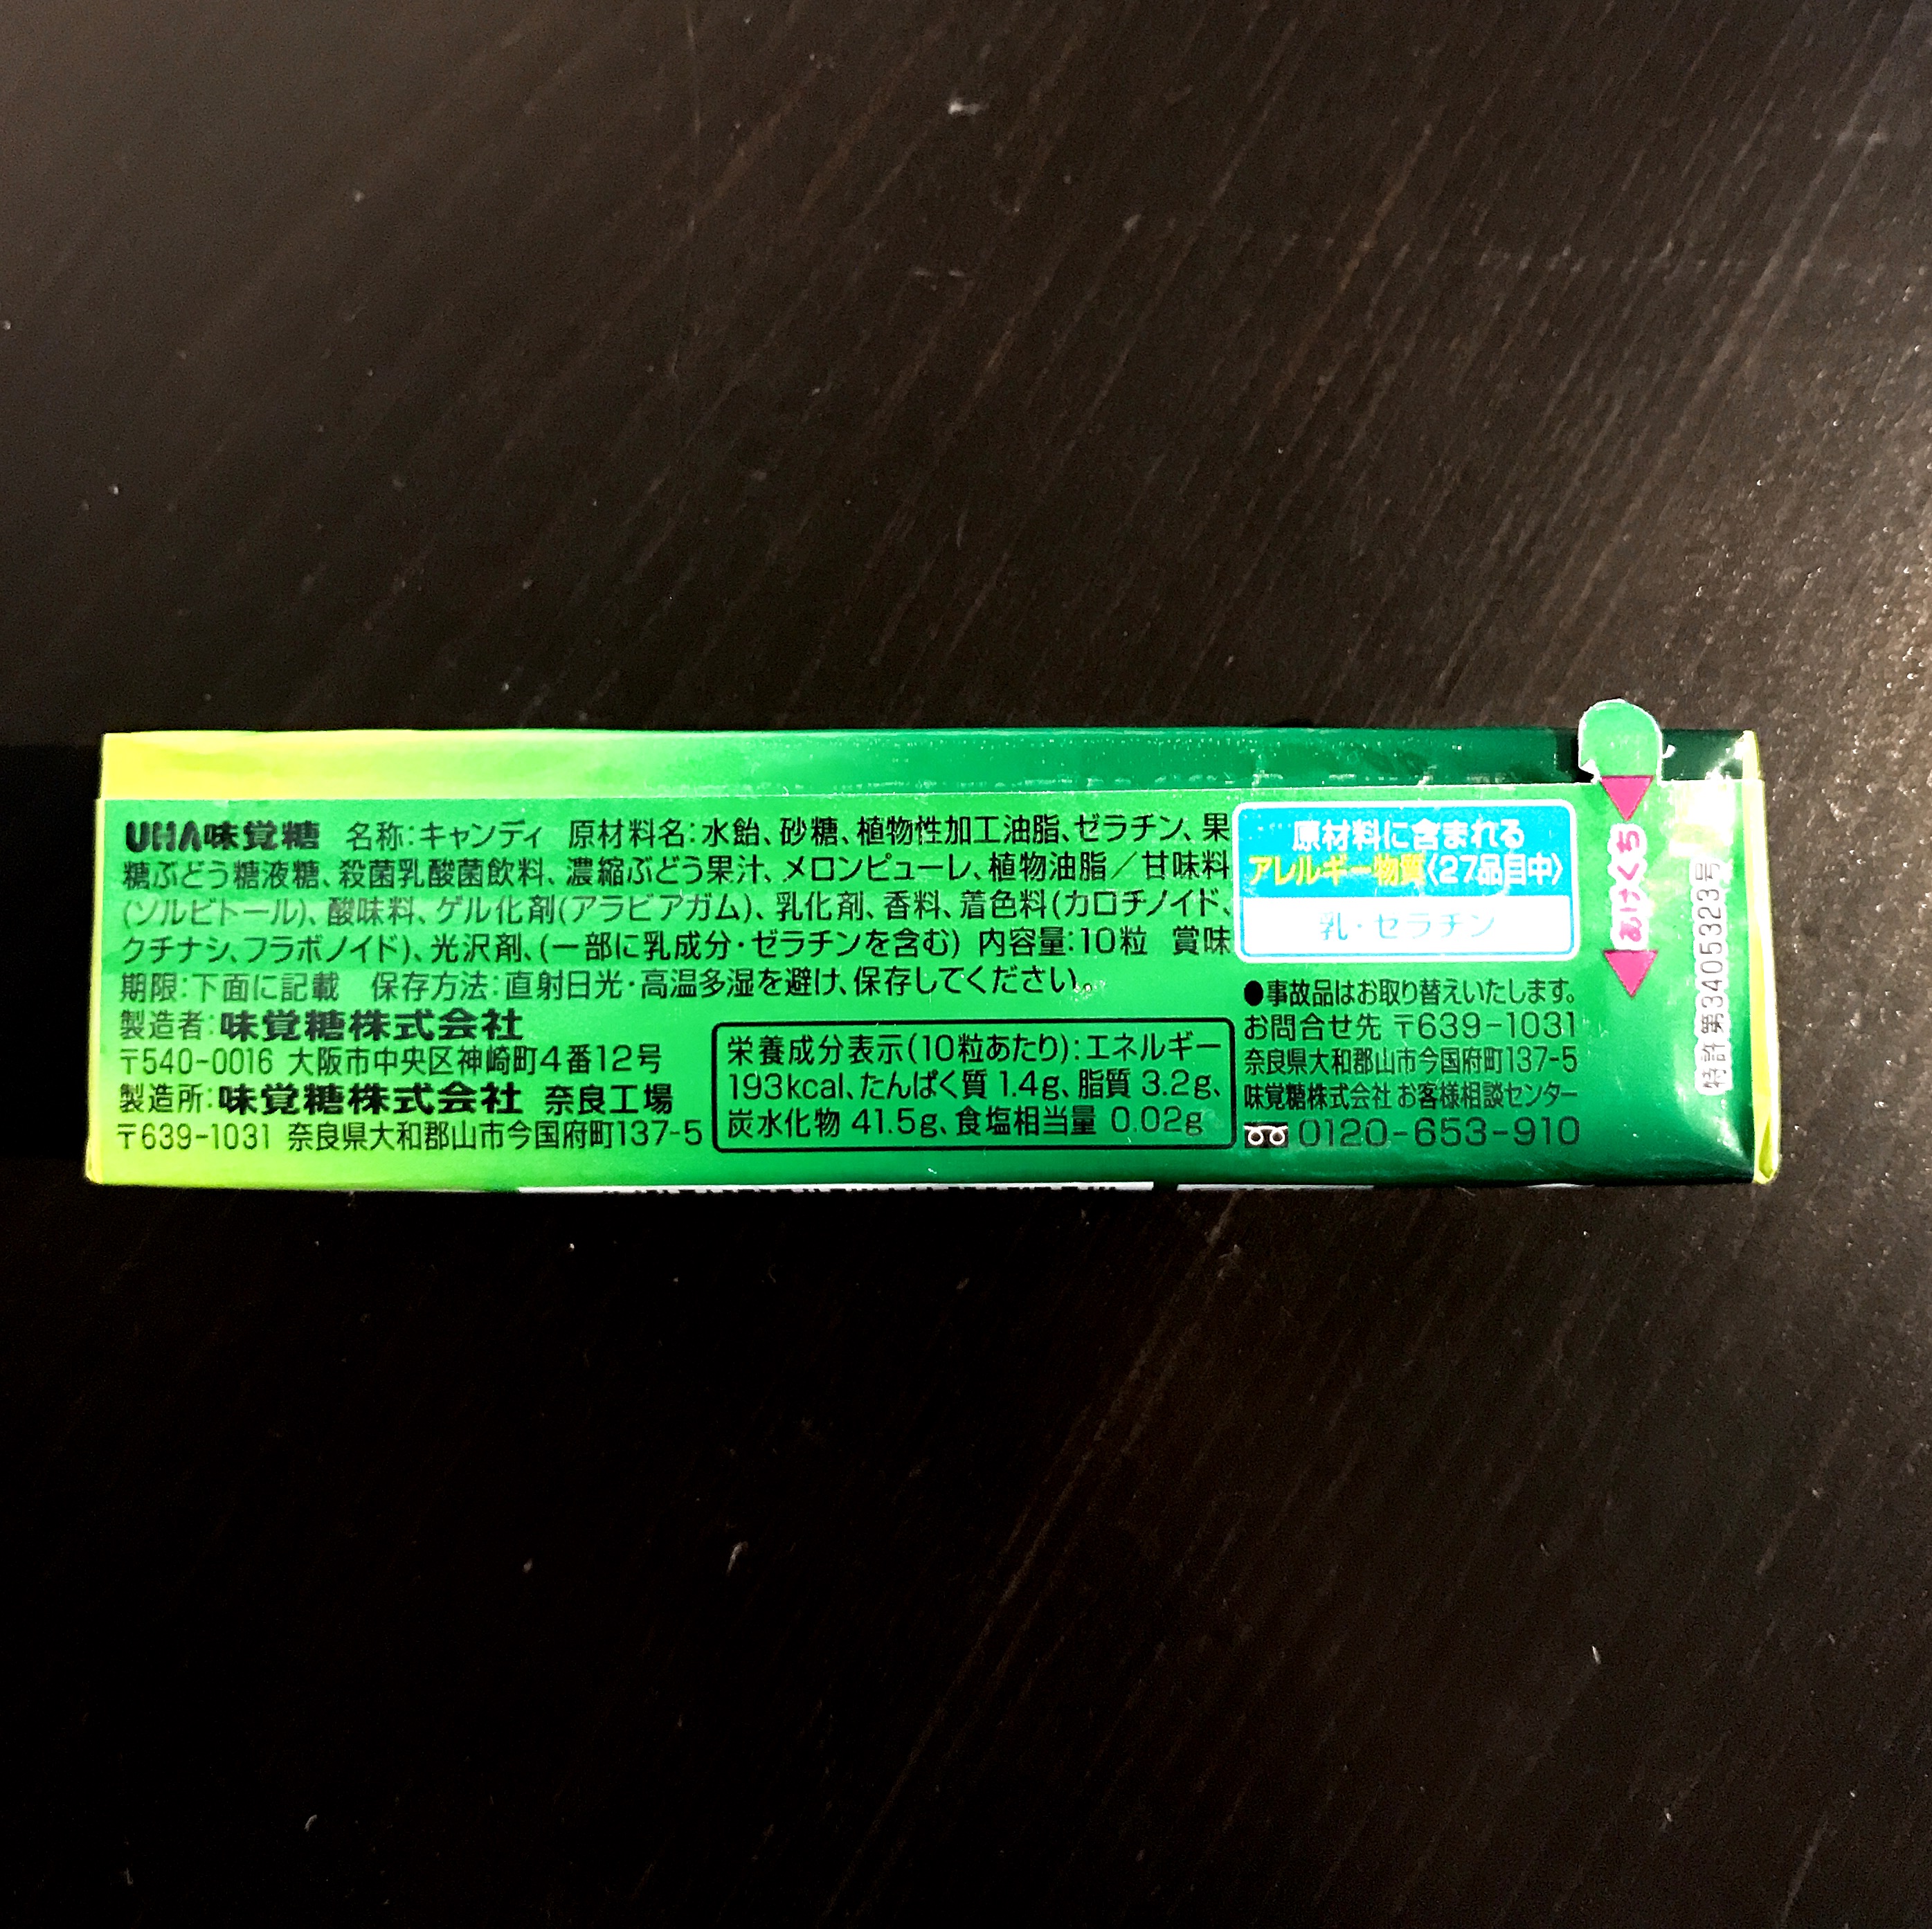 UHA味覚糖 名称:キャンディ 原材料名:水飴、砂糖、植物性加工油脂、ゼラチン、果
糖ぶどう糖液糖、殺菌乳酸菌飲料、濃縮ぶどう果汁、メロンピューレ、植物油脂／甘味料
(ソルビトール)、酸味料、ゲル化剤(アラビアガム)、乳化剤、香料、着色料(カロチノイド、
クチナシ、フラボノイド)、光沢剤、(一部に乳成分・ゼラチンを含む) 内容量:10粒 賞味
期限:下面に記載 保存方法:直射日光・高温多湿を避け、保存してください。
製造者:味覚糖株式会社
〒540-0016 大阪市中央区神崎町4番12号
製造所:味覚糖株式会社 奈良工場
〒639-1031 奈良県大和郡山市今国府町137-5
栄養成分表示(10粒あたり):エネルギー
193kcal、たんぱく質 1.4g、脂質 3.2g、
炭水化物 41.5g、食塩相当量 0.02g
原材料に含まれる
アレルギー物質〈27品目中〉
乳・ゼラチン
●事故品はお取り替えいたします。
お問合せ先 〒639-1031
奈良県大和郡山市今国府町137-5
味覚糖株式会社 お客様相談センター
0120-653-910
あけくち
特許 第3405323号